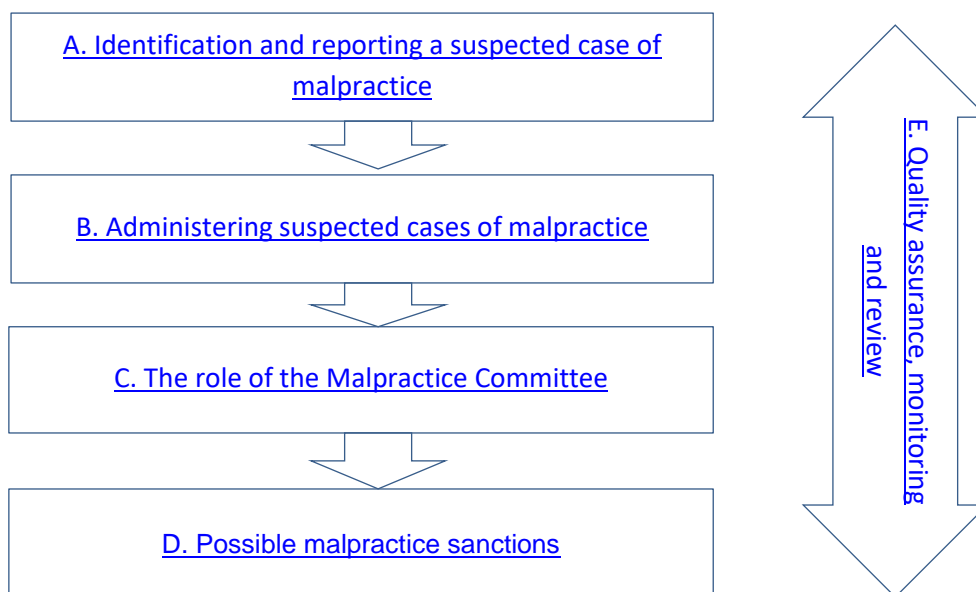 A. Identification and reporting a suspected case of
malpractice
B. Administering suspected cases of malpractice
C. The role of the Malpractice Committee
D. Possible malpractice sanctions
E. Quality assurance, monitoring
and review